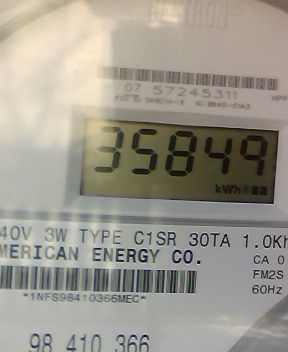 07 57245311
35849
kWh
40V 3W TYPE C1SR 30TA 1.0Kh
MERICAN ENERGY CO.
CA 0
FM2S
60Hz
*1NFS98410366MEC*
98 410 366